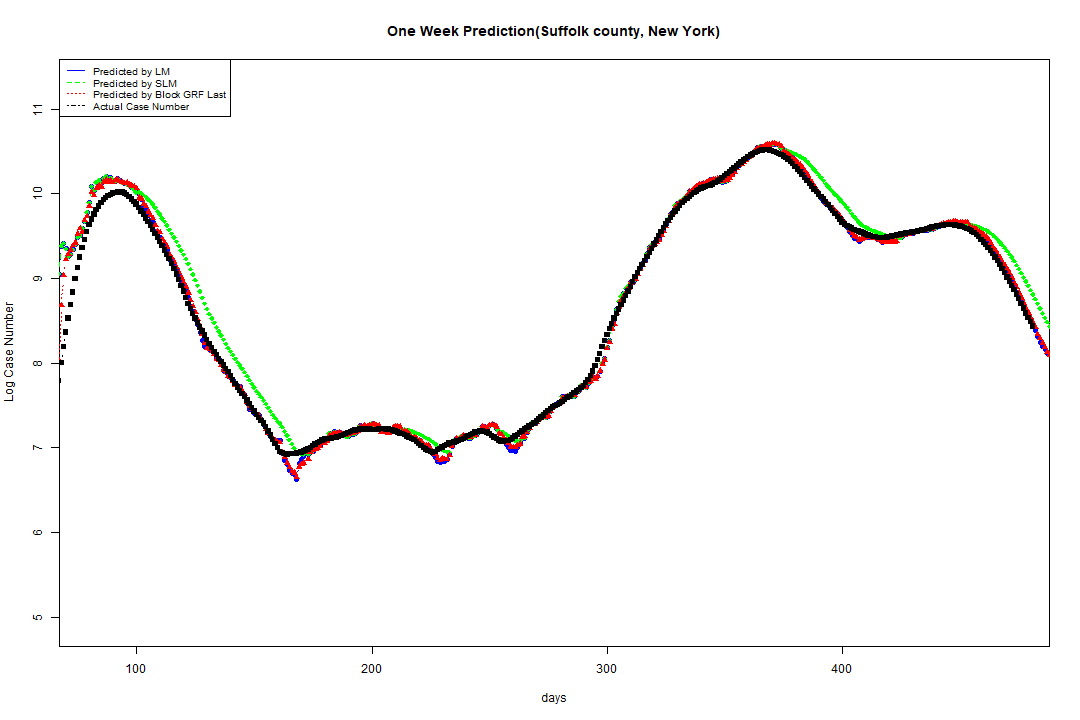 One Week Prediction(Suffolk county, New York)
Predicted by LM
Predicted by SLM
Predicted by Block GRF Last
Actual Case Number
11
10
9
8
7
6
5
Log Case Number
100 200 300 400
days